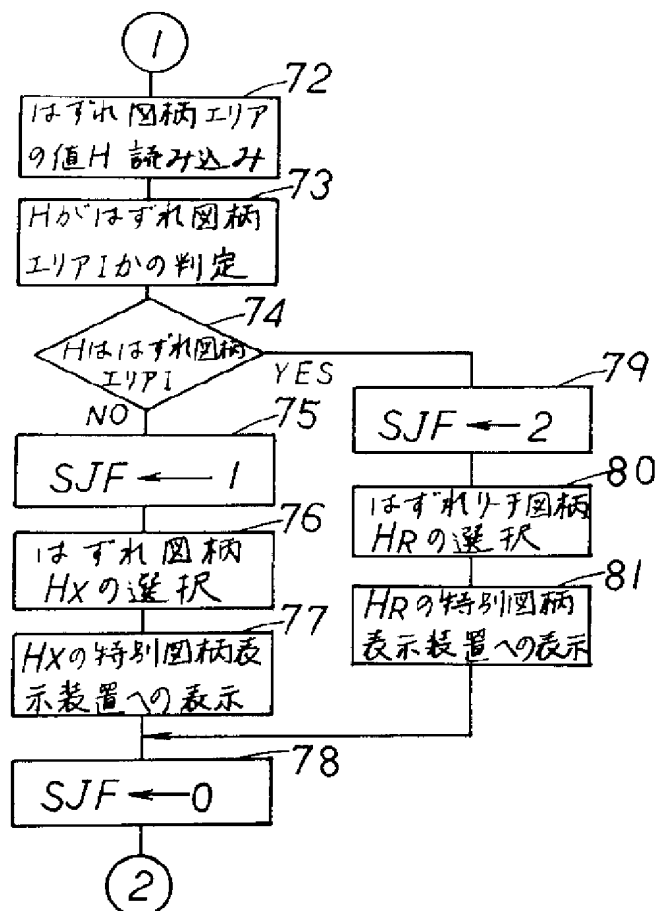 1
72
はずれ図柄エリア
の値H 読み込み
73
Hがはずれ図柄
エリアIかの判定
74
Hははずれ図柄
エリアI
YES
NO
75
SJF ← 1
76
はずれ図柄
HXの選択
77
HXの特別図柄表
示装置への表示
79
SJF ← 2
80
はずれリーチ図柄
HRの選択
81
HRの特別図柄
表示装置への表示
78
SJF ← 0
2